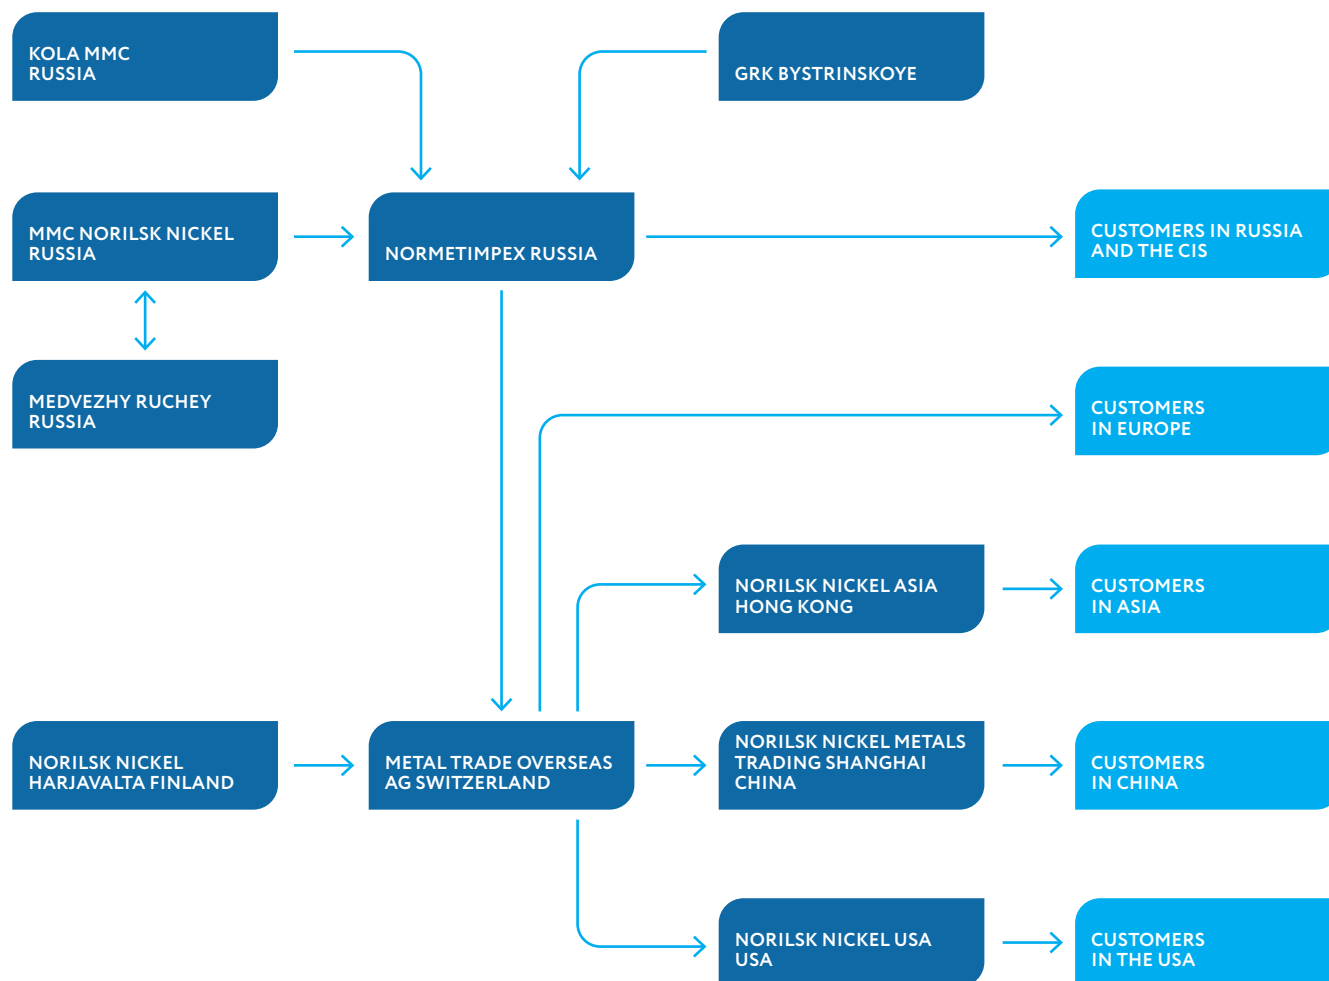 KOLA MMC
RUSSIA
GRK BYSTRINSKOYE
MMC NORILSK NICKEL
RUSSIA
NORMETIMPEX RUSSIA
CUSTOMERS IN RUSSIA
AND THE CIS
MEDVEZHY RUCHEY
RUSSIA
CUSTOMERS
IN EUROPE
NORILSK NICKEL ASIA
HONG KONG
CUSTOMERS
IN ASIA
NORILSK NICKEL
HARJAVALTA FINLAND
METAL TRADE OVERSEAS
AG SWITZERLAND
NORILSK NICKEL METALS
TRADING SHANGHAI
CHINA
CUSTOMERS
IN CHINA
NORILSK NICKEL USA
USA
CUSTOMERS
IN THE USA